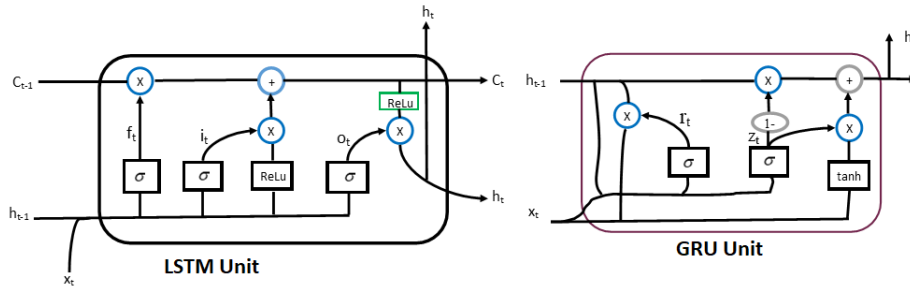 h_t
h
C_{t-1} X + C_t
ReLu
h_{t-1} X +
f_t i_t X o_t X
X r_t 1- X
z_t
σ σ ReLu σ
σ σ tanh
h_t
h_{t-1}
x_t
x_t
LSTM Unit
GRU Unit